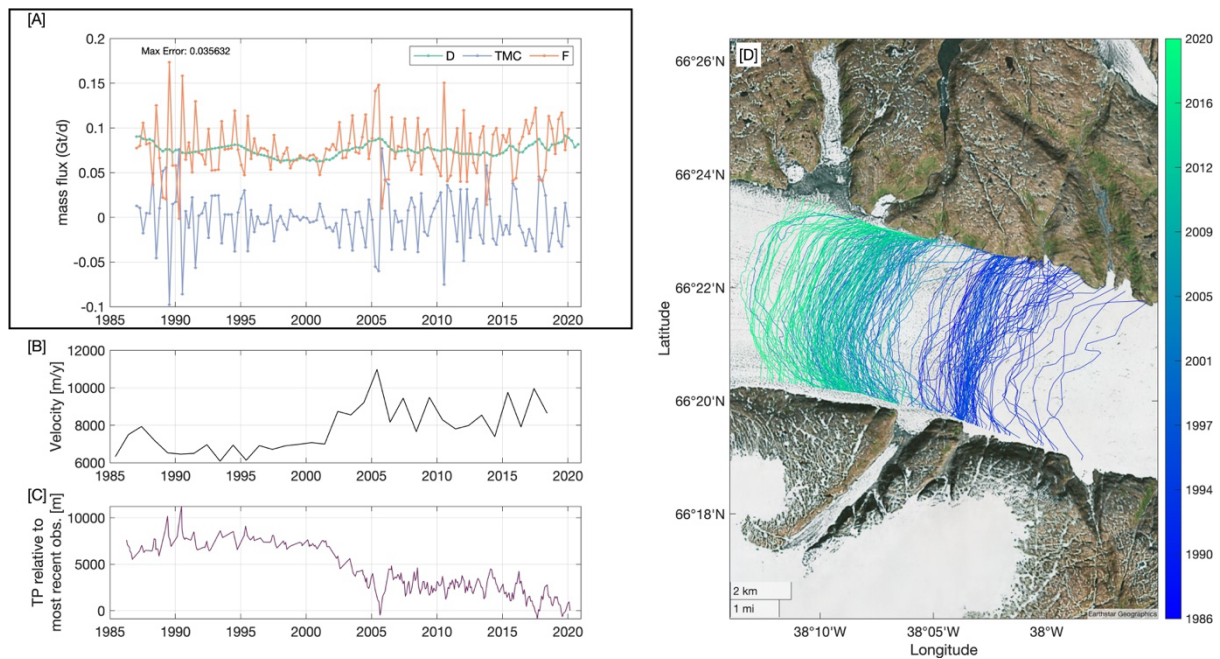 [A]
Max Error: 0.035632
D TMC F
0.2
0.15
0.1
0.05
0
-0.05
-0.1
mass flux (Gt/d)
1985 1990 1995 2000 2005 2010 2015 2020
[B]
12000
10000
8000
6000
Velocity [m/y]
1985 1990 1995 2000 2005 2010 2015 2020
[C]
10000
5000
0
TP relative to
most recent obs. [m]
1985 1990 1995 2000 2005 2010 2015 2020
[D]
66°26'N
66°24'N
66°22'N
66°20'N
66°18'N
Latitude
2 km
1 mi
Earthstar Geographics
38°10'W 38°05'W 38°W
Longitude
2020
2016
2012
2009
2005
2001
1997
1994
1990
1986